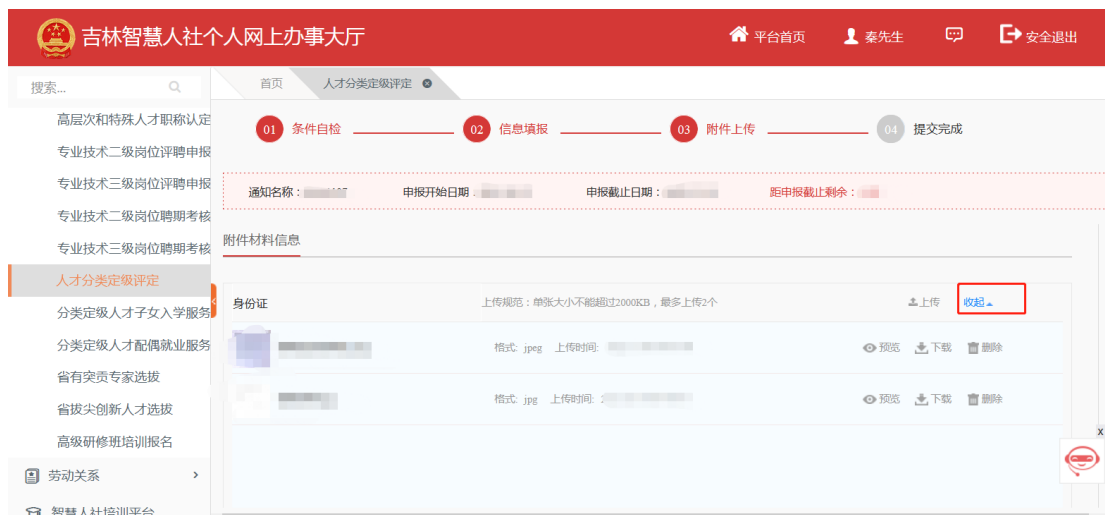 吉林智慧人社个人网上办事大厅
平台首页 秦先生 安全退出
搜索...
首页 人才分类定级评定
高层次和特殊人才职称认定
专业技术二级岗位评聘申报
专业技术三级岗位评聘申报
专业技术二级岗位聘期考核
专业技术三级岗位聘期考核
人才分类定级评定
分类定级人才子女入学服务
分类定级人才配偶就业服务
省有突贡专家选拔
省拔尖创新人才选拔
高级研修班培训报名
劳动关系
智慧人社培训平台
01 条件自检 02 信息填报 03 附件上传 04 提交完成
通知名称： 申报开始日期： 申报截止日期： 距申报截止剩余：
附件材料信息
身份证 上传规范：单张大小不能超过2000KB，最多上传2个 上传 收起
格式: jpeg 上传时间: 预览 下载 删除
格式: jpg 上传时间: 预览 下载 删除
x